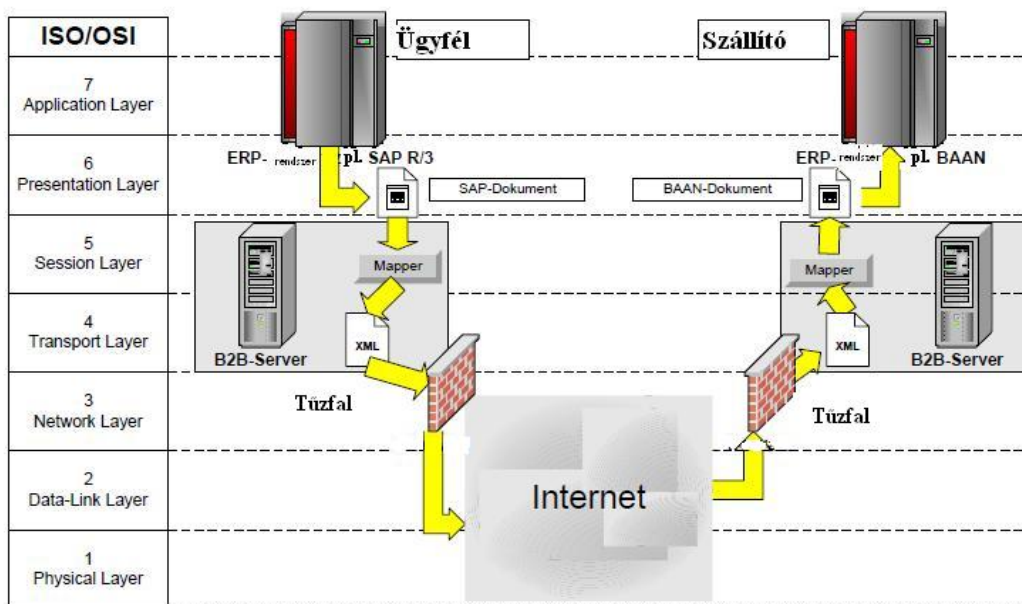 ISO/OSI
Ügyfél
Szállító
7
Application Layer
ERP- rendszer pl. SAP R/3
ERP- rendszer pl. BAAN
6
Presentation Layer
SAP-Dokument
BAAN-Dokument
5
Session Layer
Mapper
Mapper
4
Transport Layer
XML
XML
B2B-Server
B2B-Server
Tűzfal
Tűzfal
3
Network Layer
2
Data-Link Layer
Internet
1
Physical Layer